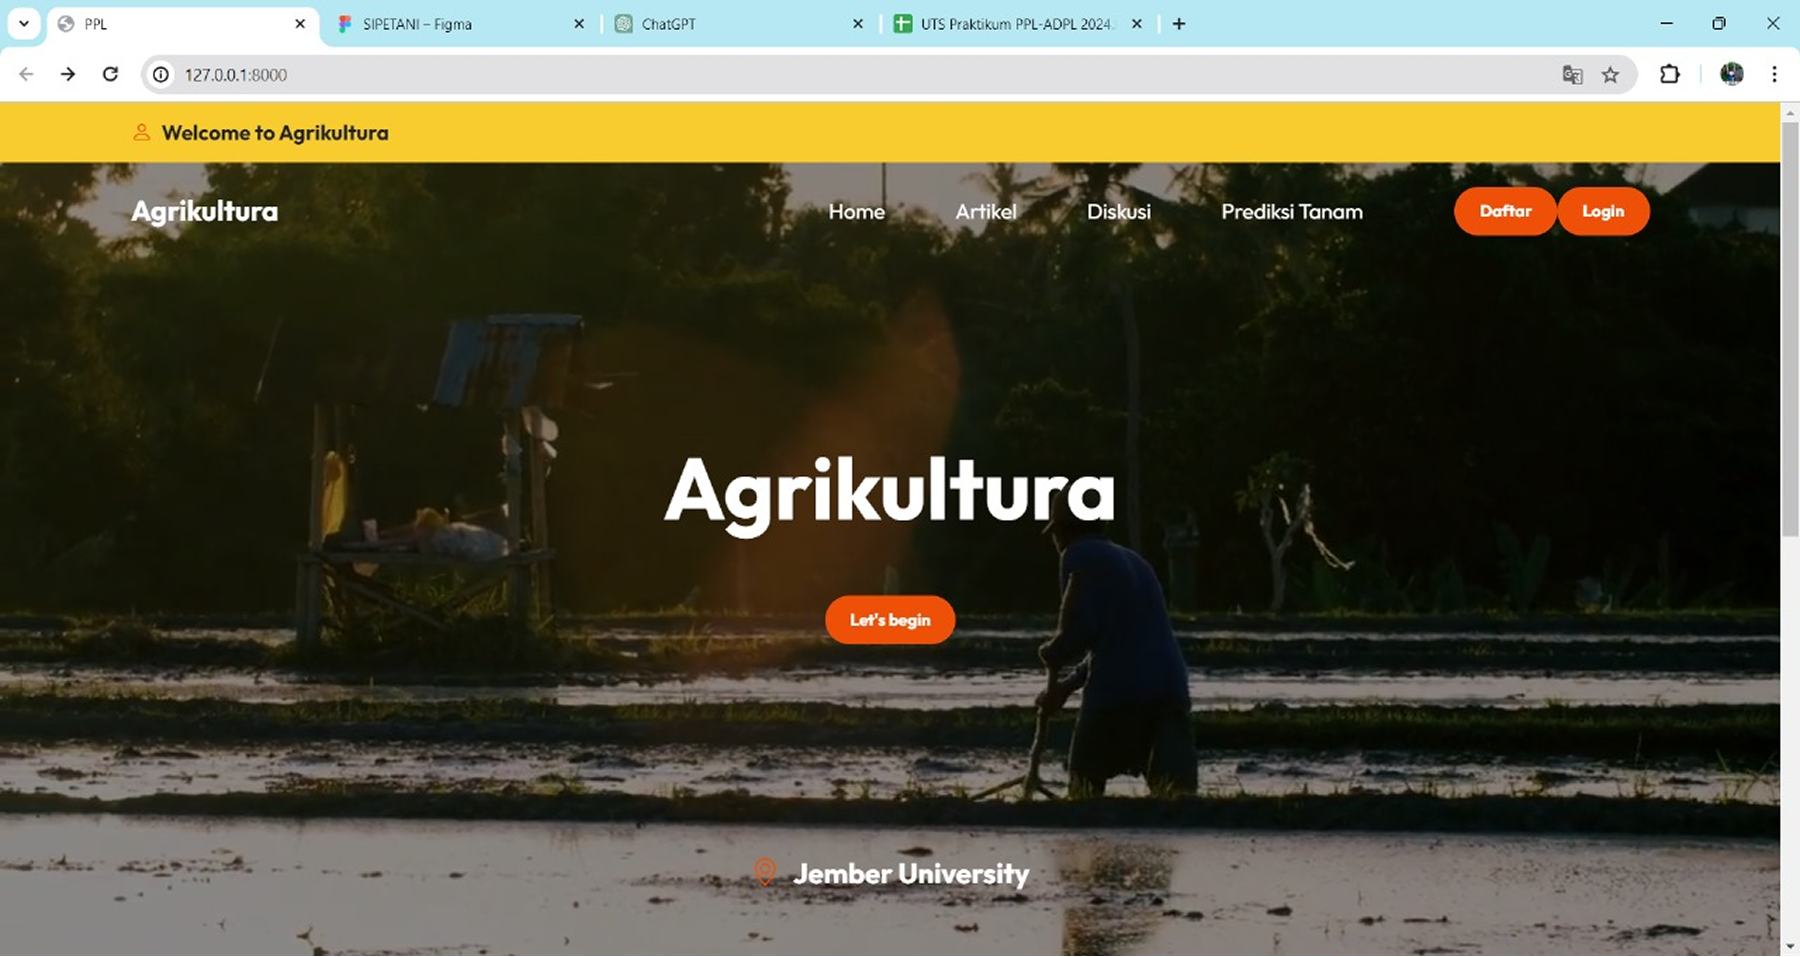 PPL
SIPETANI – Figma
ChatGPT
UTS Praktikum PPL-ADPL 2024
127.0.0.1:8000
Welcome to Agrikultura
Agrikultura
Home
Artikel
Diskusi
Prediksi Tanam
Daftar
Login
Agrikultura
Let's begin
Jember University